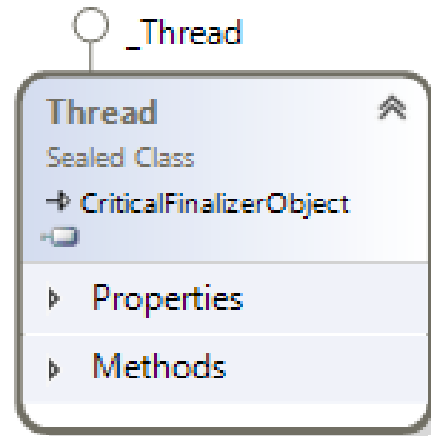 _Thread
Thread
Sealed Class
CriticalFinalizerObject
Properties
Methods